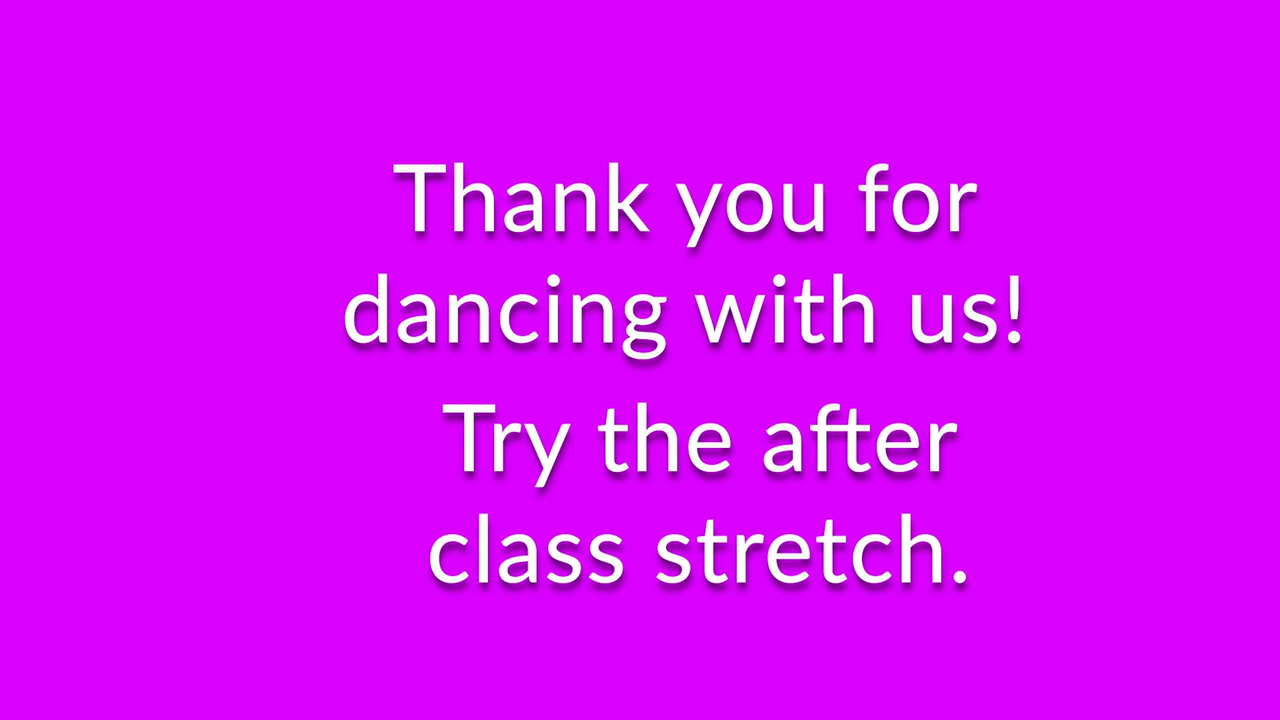 Thank you for
dancing with us!
Try the after
class stretch.